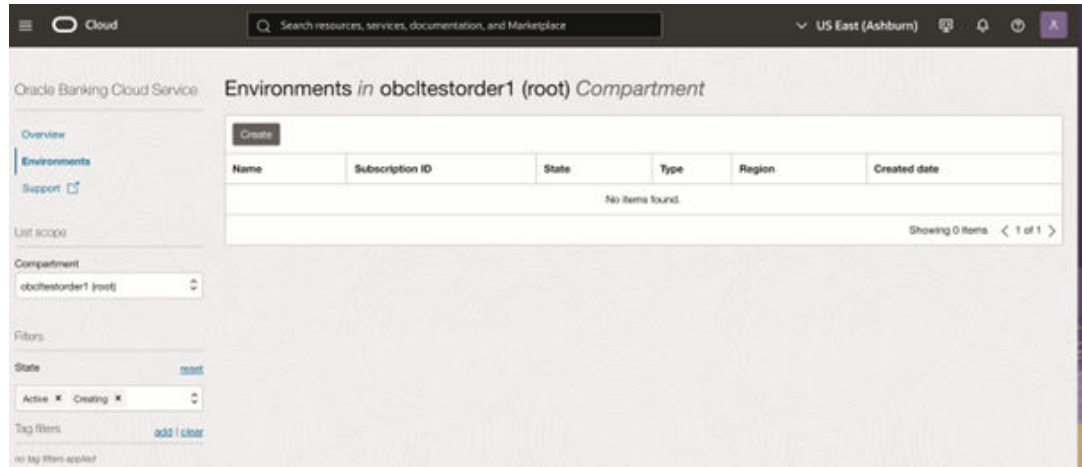 Cloud
Search resources, services, documentation, and Marketplace
US East (Ashburn)
Oracle Banking Cloud Service
Overview
Environments
Support
List scope
Compartment
obcltestorder1 (root)
Filters
State
reset
Active × Creating ×
Tag filters
add | clear
no tag filters applied
Environments in obcltestorder1 (root) Compartment
Create
Name Subscription ID State Type Region Created date
No items found.
Showing 0 Items < 1 of 1 >